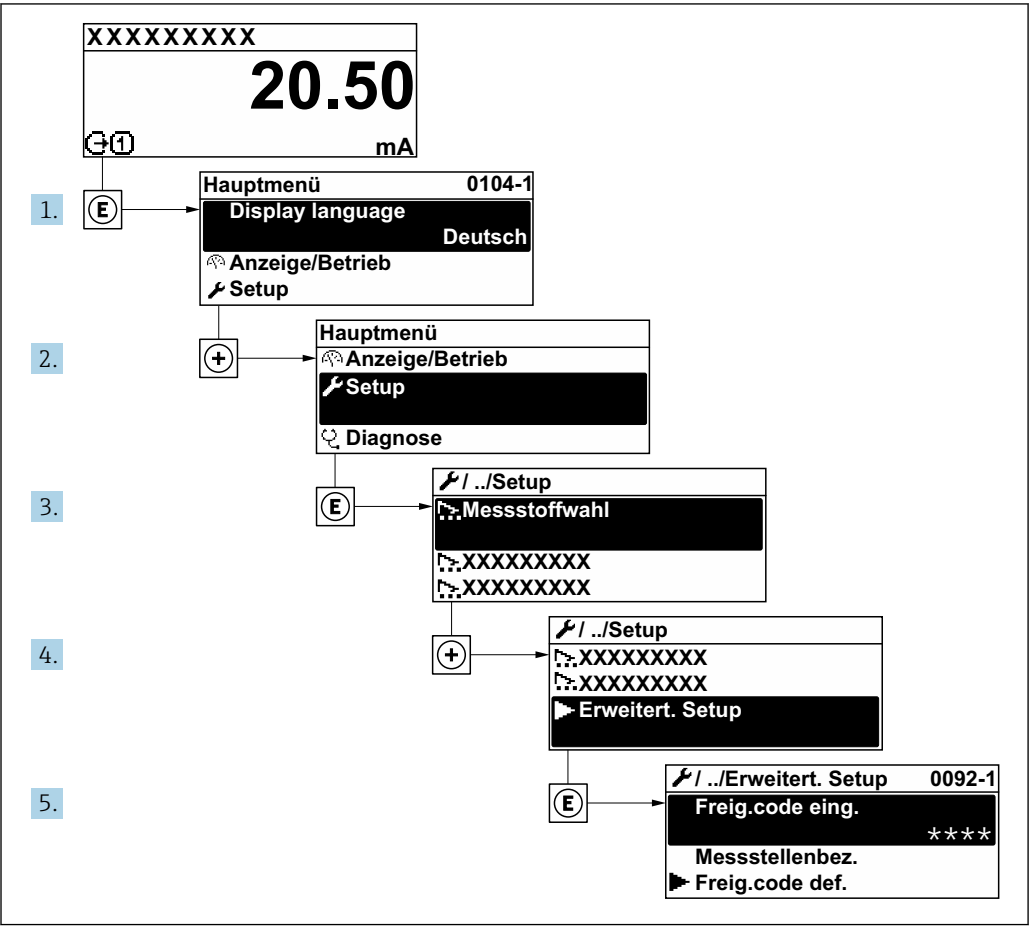 XXXXXXXXX
20.50
1
mA
1.
E
Hauptmenü 0104-1
Display language
Deutsch
Anzeige/Betrieb
Setup
2.
+
Hauptmenü
Anzeige/Betrieb
Setup
Diagnose
3.
E
/ ../Setup
Messstoffwahl
XXXXXXXXX
XXXXXXXXX
4.
+
/ ../Setup
XXXXXXXXX
XXXXXXXXX
Erweitert. Setup
5.
E
/ ../Erweitert. Setup 0092-1
Freig.code eing.
****
Messstellenbez.
Freig.code def.